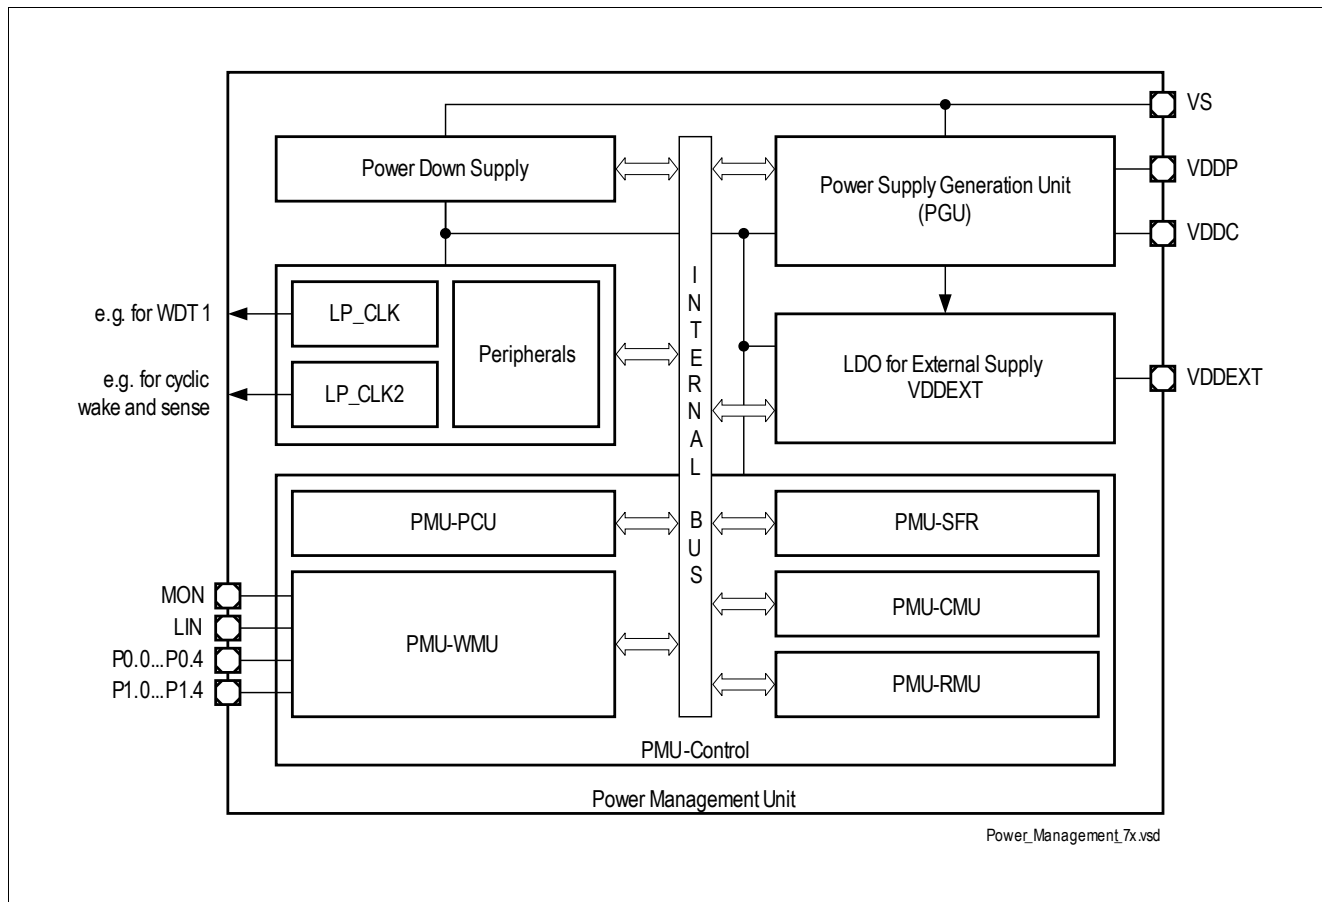 VS
Power Down Supply
Power Supply Generation Unit
(PGU)
VDDP
VDDC
INTERNAL BUS
e.g. for WDT 1
LP_CLK
Peripherals
LDO for External Supply
VDDEXT
VDDEXT
e.g. for cyclic
wake and sense
LP_CLK2
PMU-PCU
PMU-SFR
MON
LIN
P0.0...P0.4
P1.0...P1.4
PMU-WMU
PMU-CMU
PMU-RMU
PMU-Control
Power Management Unit
Power_Management_7x.vsd